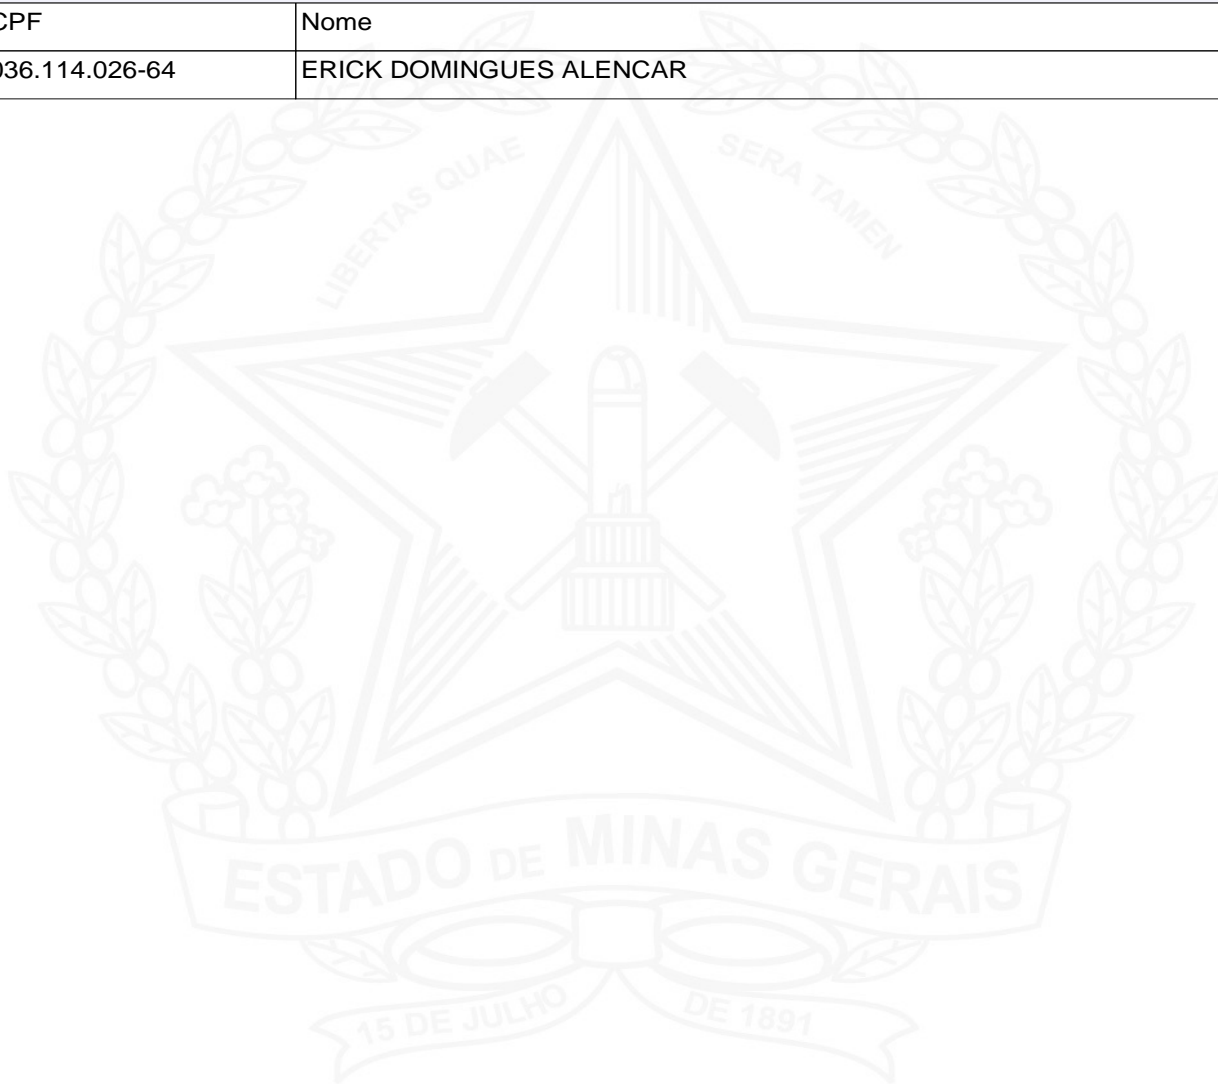 CPF Nome
036.114.026-64 ERICK DOMINGUES ALENCAR
LIBERTAS QUAE SERA TAMEN
ESTADO DE MINAS GERAIS
15 DE JULHO DE 1891